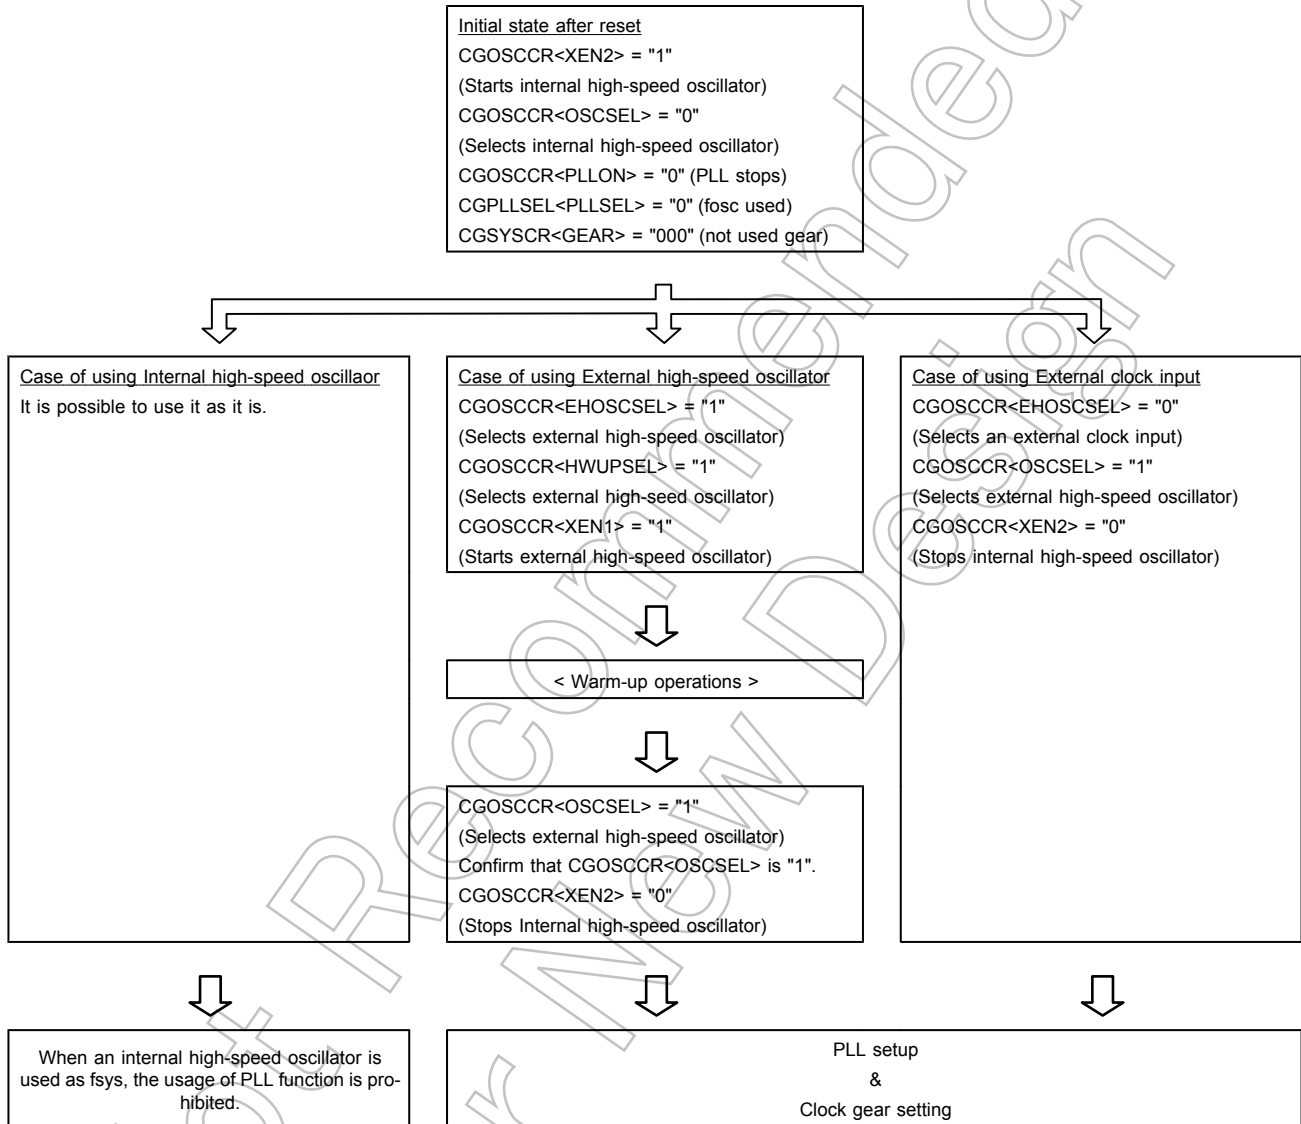 Initial state after reset
CGOSCCR<XEN2> = "1"
(Starts internal high-speed oscillator)
CGOSCCR<OSCSEL> = "0"
(Selects internal high-speed oscillator)
CGOSCCR<PLLON> = "0" (PLL stops)
CGPLLSEL<PLLSEL> = "0" (fosc used)
CGSYSCR<GEAR> = "000" (not used gear)
Case of using Internal high-speed oscillaor
It is possible to use it as it is.
Case of using External high-speed oscillator
CGOSCCR<EHOSCSEL> = "1"
(Selects external high-speed oscillator)
CGOSCCR<HWUPSEL> = "1"
(Selects external high-seed oscillator)
CGOSCCR<XEN1> = "1"
(Starts external high-speed oscillator)
< Warm-up operations >
CGOSCCR<OSCSEL> = "1"
(Selects external high-speed oscillator)
Confirm that CGOSCCR<OSCSEL> is "1".
CGOSCCR<XEN2> = "0"
(Stops Internal high-speed oscillator)
Case of using External clock input
CGOSCCR<EHOSCSEL> = "0"
(Selects an external clock input)
CGOSCCR<OSCSEL> = "1"
(Selects external high-speed oscillator)
CGOSCCR<XEN2> = "0"
(Stops internal high-speed oscillator)
When an internal high-speed oscillator is
used as fsys, the usage of PLL function is pro-
hibited.
PLL setup
&
Clock gear setting
ot Recommended
r New Design